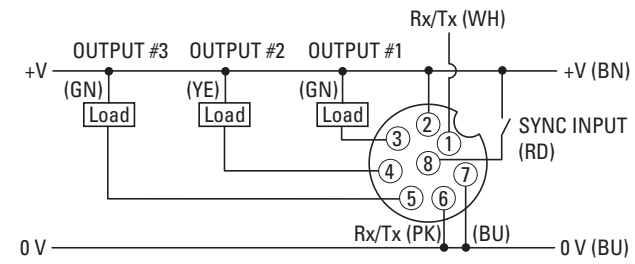 Rx/Tx (WH)
OUTPUT #3 OUTPUT #2 OUTPUT #1
+V +V (BN)
(GN) (YE) (GN)
Load Load Load
2
1
3
SYNC INPUT
(RD)
8
4
7
5
6
Rx/Tx (PK) (BU)
0 V 0 V (BU)